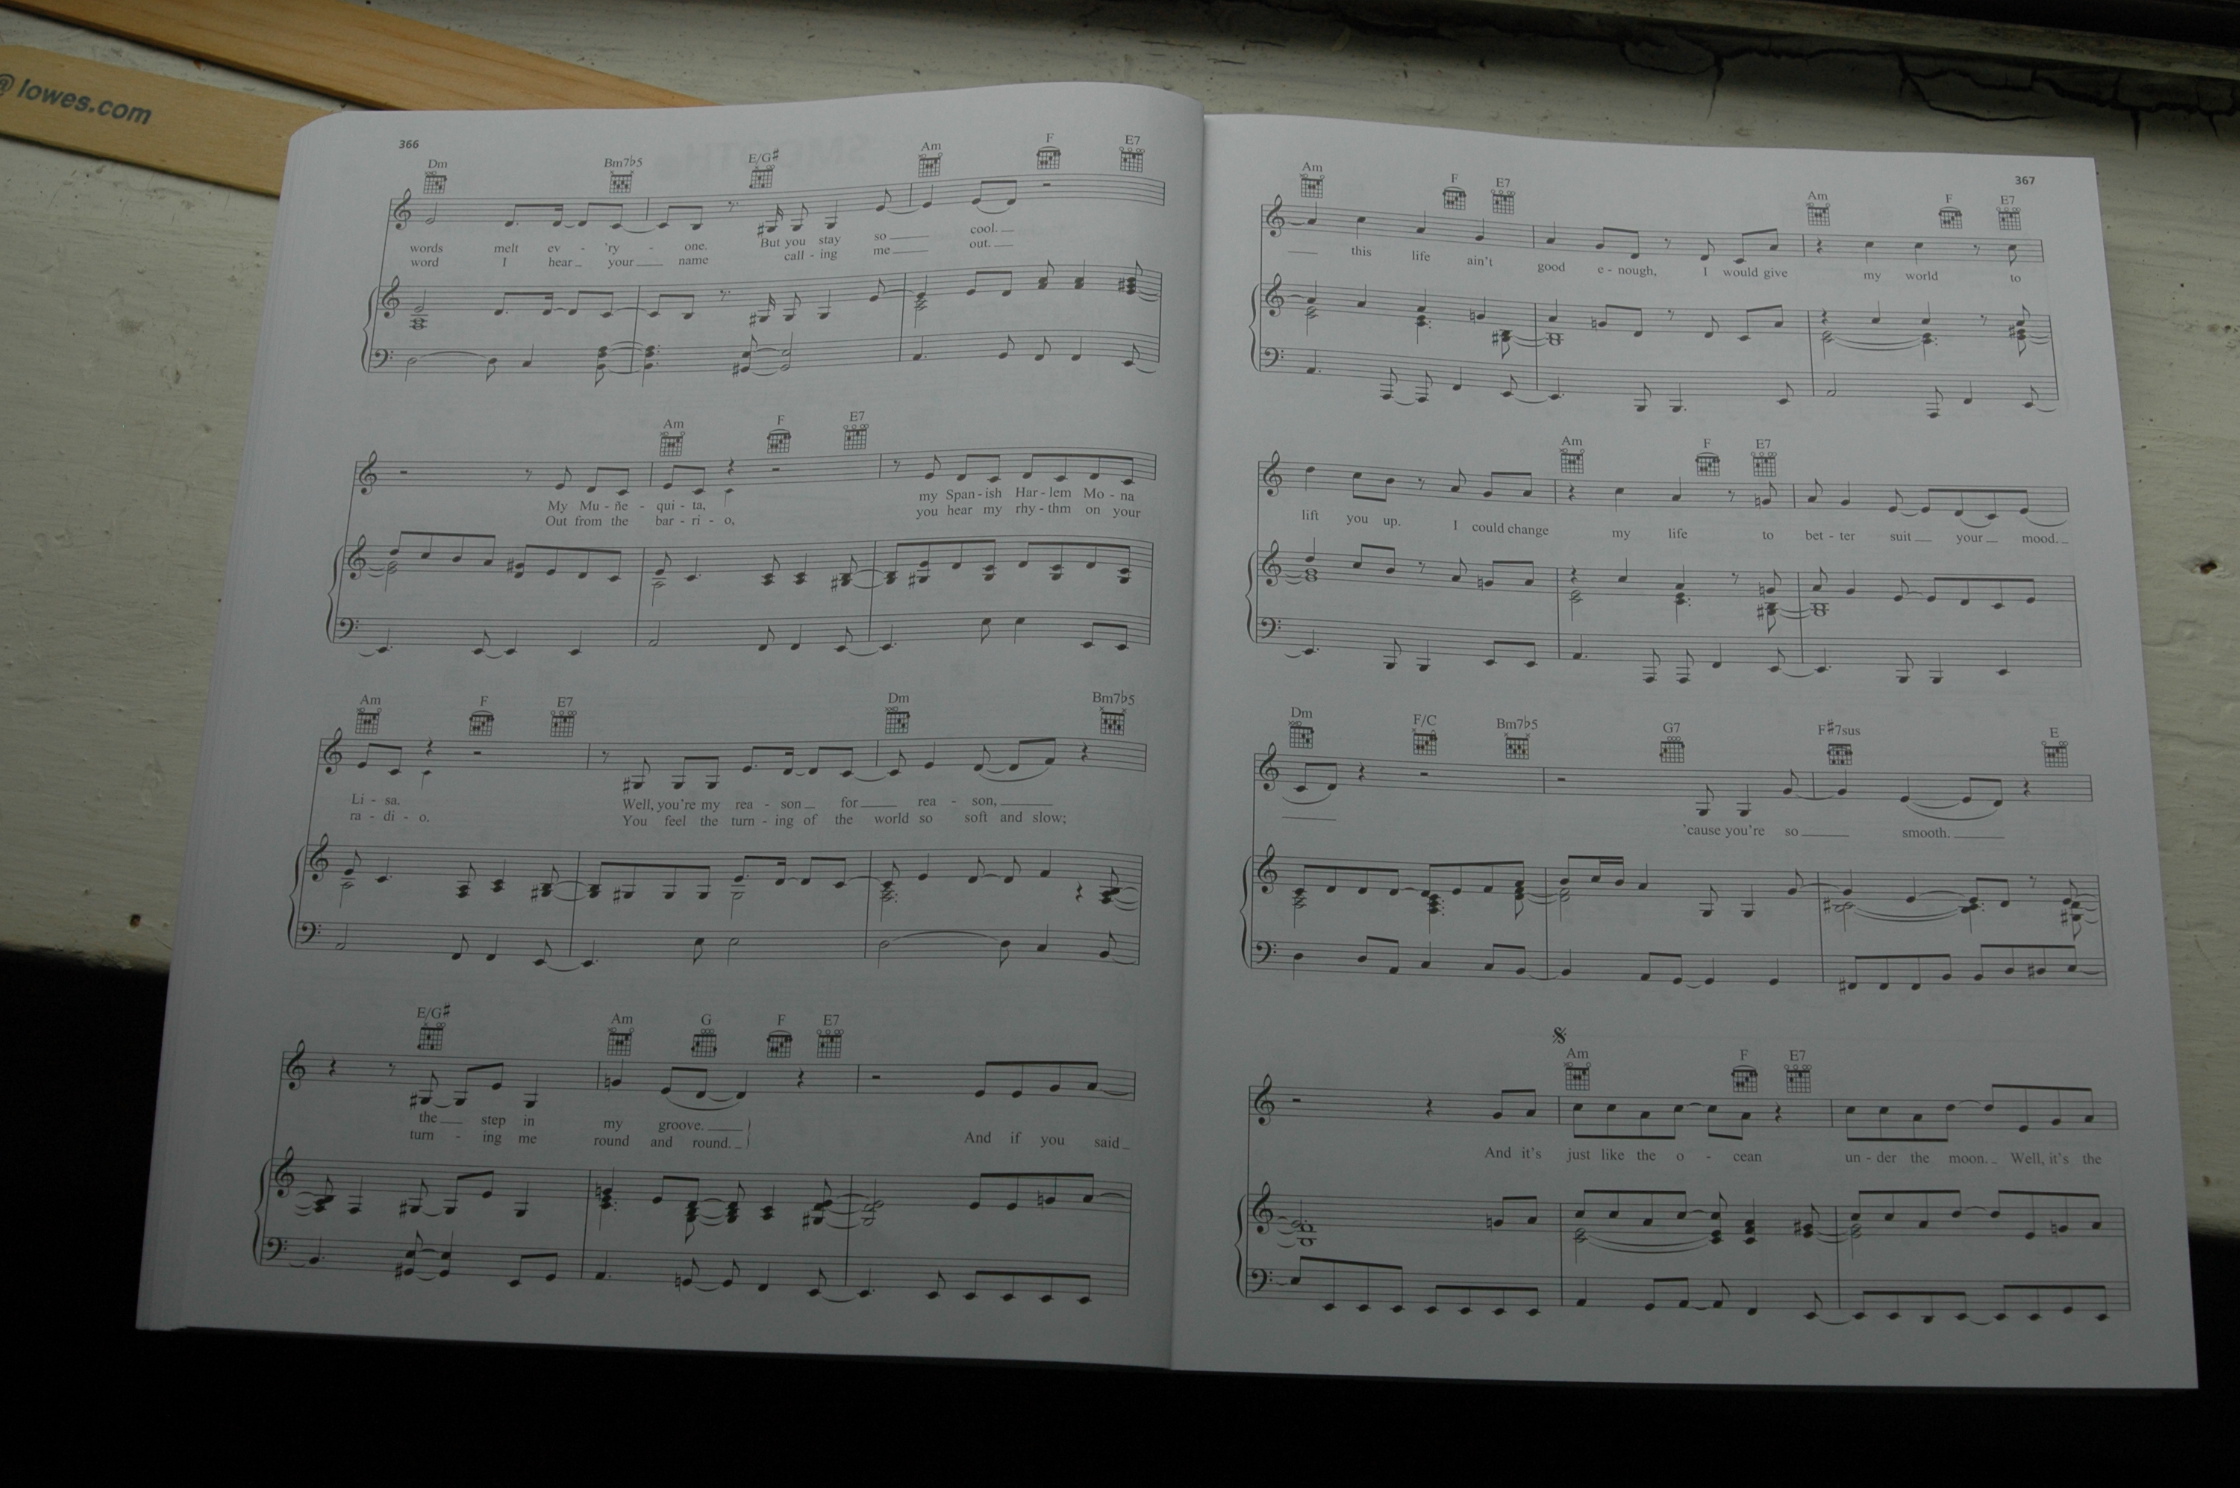 @ lowes.com
366
Dm Bm7♭5 E/G♯ Am F E7
words melt ev - 'ry - one. But you stay so cool.
word I hear your name call - ing me out.
Am F E7
My Mu - ñe - qui - ta, my Span - ish Har - lem Mo - na
Out from the bar - ri - o, you hear my rhy - thm on your
Am F E7 Dm Bm7♭5
Li - sa. Well, you're my rea - son for rea - son,
ra - di - o. You feel the turn - ing of the world so soft and slow;
E/G♯ Am G F E7
the step in my groove.
turn - ing me round and round. And if you said
367
Am F E7 Am F E7
this life ain't good e - nough, I would give my world to
Am F E7
lift you up. I could change my life to bet - ter suit your mood.
Dm F/C Bm7♭5 G7 F♯7sus E
'cause you're so smooth.
Am F E7
And it's just like the o - cean un - der the moon. Well, it's the